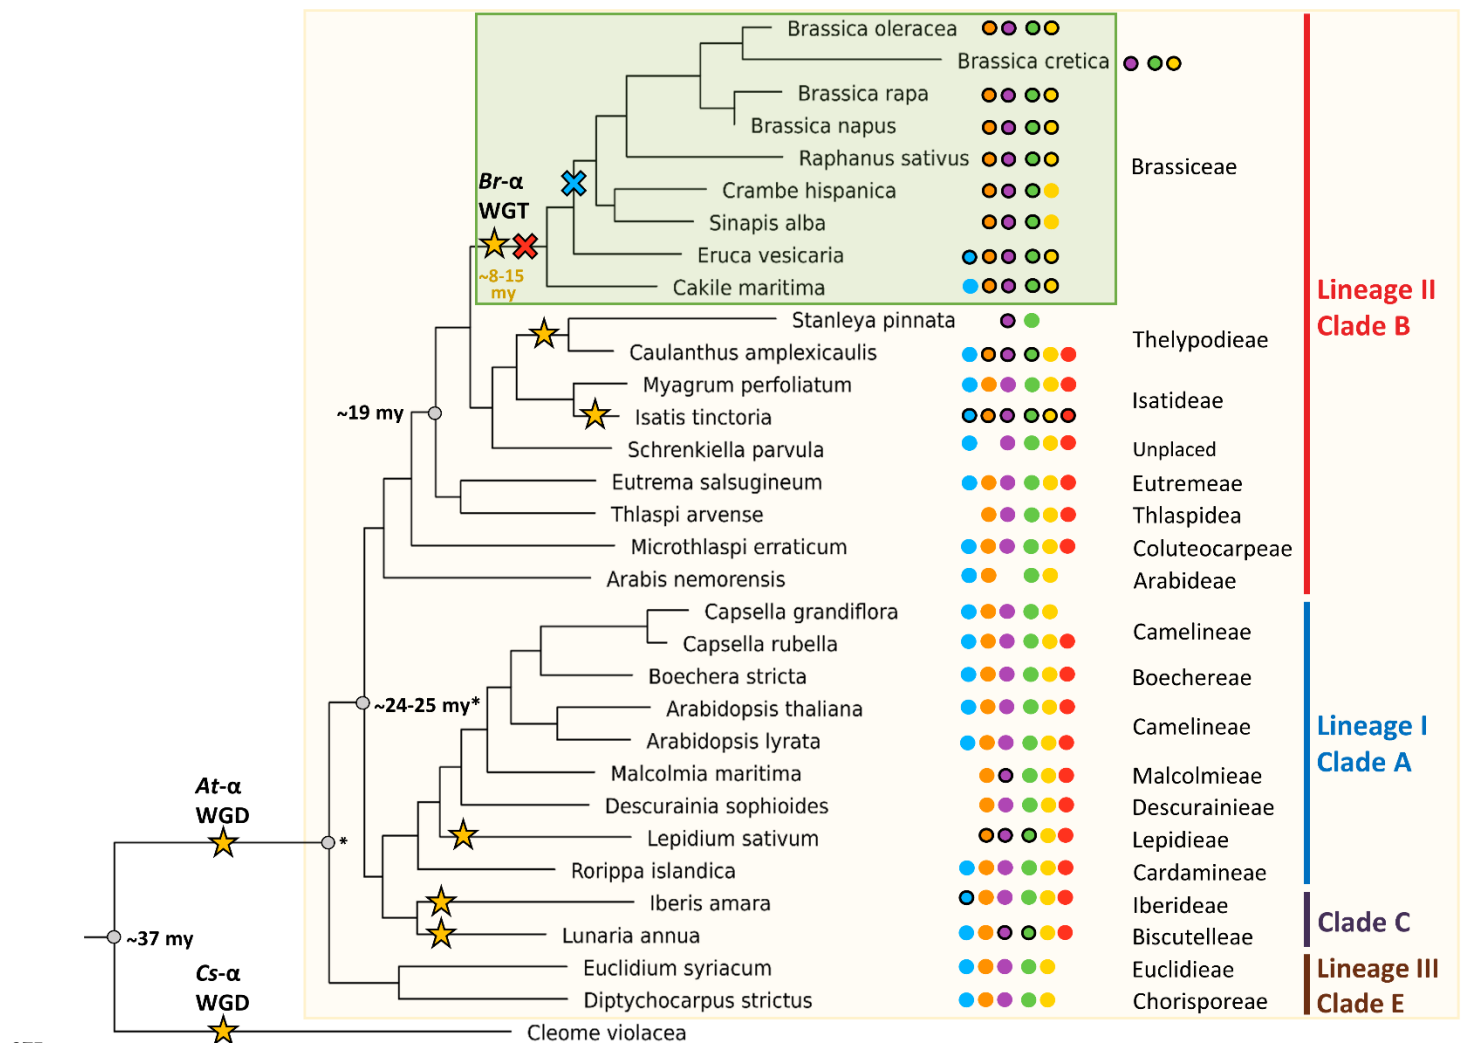 Brassica oleracea
Brassica cretica
Brassica rapa
Brassica napus
Raphanus sativus
Brassiceae
Br-α
WGT
Crambe hispanica
Sinapis alba
Eruca vesicaria
~8-15
my
Cakile maritima
Lineage II
Clade B
Stanleya pinnata
Thelypodieae
Caulanthus amplexicaulis
Myagrum perfoliatum
Isatideae
~19 my
Isatis tinctoria
Schrenkiella parvula
Unplaced
Eutrema salsugineum
Eutremeae
Thlaspi arvense
Thlaspidea
Microthlaspi erraticum
Coluteocarpeae
Arabis nemorensis
Arabideae
Capsella grandiflora
Camelineae
Capsella rubella
Boechera stricta
Boechereae
~24-25 my*
Arabidopsis thaliana
Camelineae
Arabidopsis lyrata
Lineage I
Clade A
Malcolmia maritima
Malcolmieae
Descurainia sophioides
Descurainieae
At-α
WGD
Lepidium sativum
Lepidieae
*
Rorippa islandica
Cardamineae
Iberis amara
Iberideae
Clade C
~37 my
Lunaria annua
Biscutelleae
Euclidium syriacum
Euclidieae
Lineage III
Clade E
Cs-α
WGD
Diptychocarpus strictus
Chorisporeae
Cleome violacea